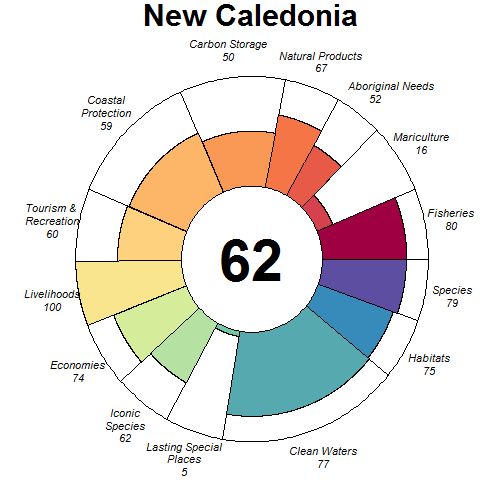 New Caledonia
Carbon Storage
50
Natural Products
67
Aboriginal Needs
52
Mariculture
16
Fisheries
80
Species
79
Habitats
75
Clean Waters
77
Lasting Special
Places
5
Iconic
Species
62
Economies
74
Livelihoods
100
Tourism &
Recreation
60
Coastal
Protection
59
62